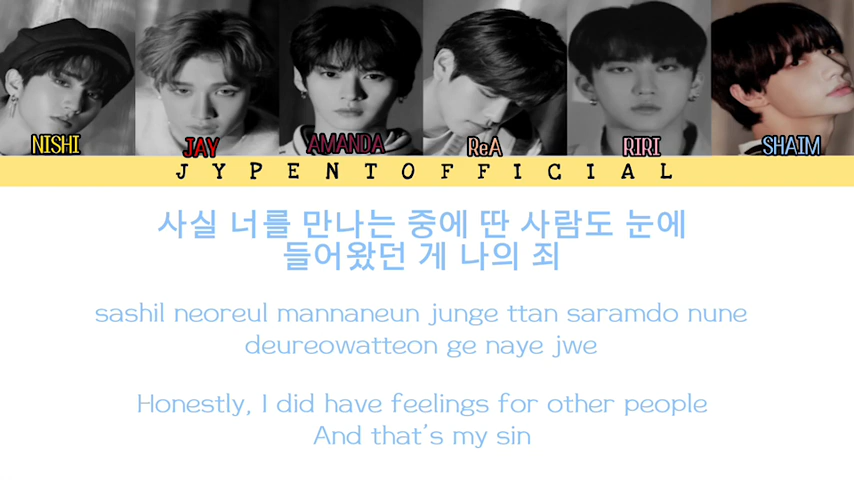 NISHI
JAY
AMANDA
ReA
RIRI
SHAIM
JYPENTOFFICIAL
사실 너를 만나는 중에 딴 사람도 눈에
들어왔던 게 나의 죄
sashil neoreul mannaneun junge ttan saramdo nune
deureowatteon ge naye jwe
Honestly, I did have feelings for other people
And that's my sin